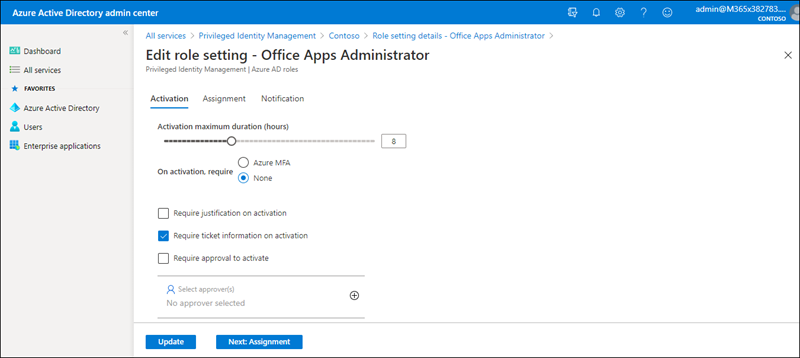 Azure Active Directory admin center
admin@M365x382783....
CONTOSO
«
Dashboard
All services
FAVORITES
Azure Active Directory
Users
Enterprise applications
All services > Privileged Identity Management > Contoso > Role setting details - Office Apps Administrator >
Edit role setting - Office Apps Administrator
Privileged Identity Management | Azure AD roles
Activation Assignment Notification
Activation maximum duration (hours)
8
On activation, require
Azure MFA
None
Require justification on activation
Require ticket information on activation
Require approval to activate
Select approver(s)
No approver selected
Update Next: Assignment